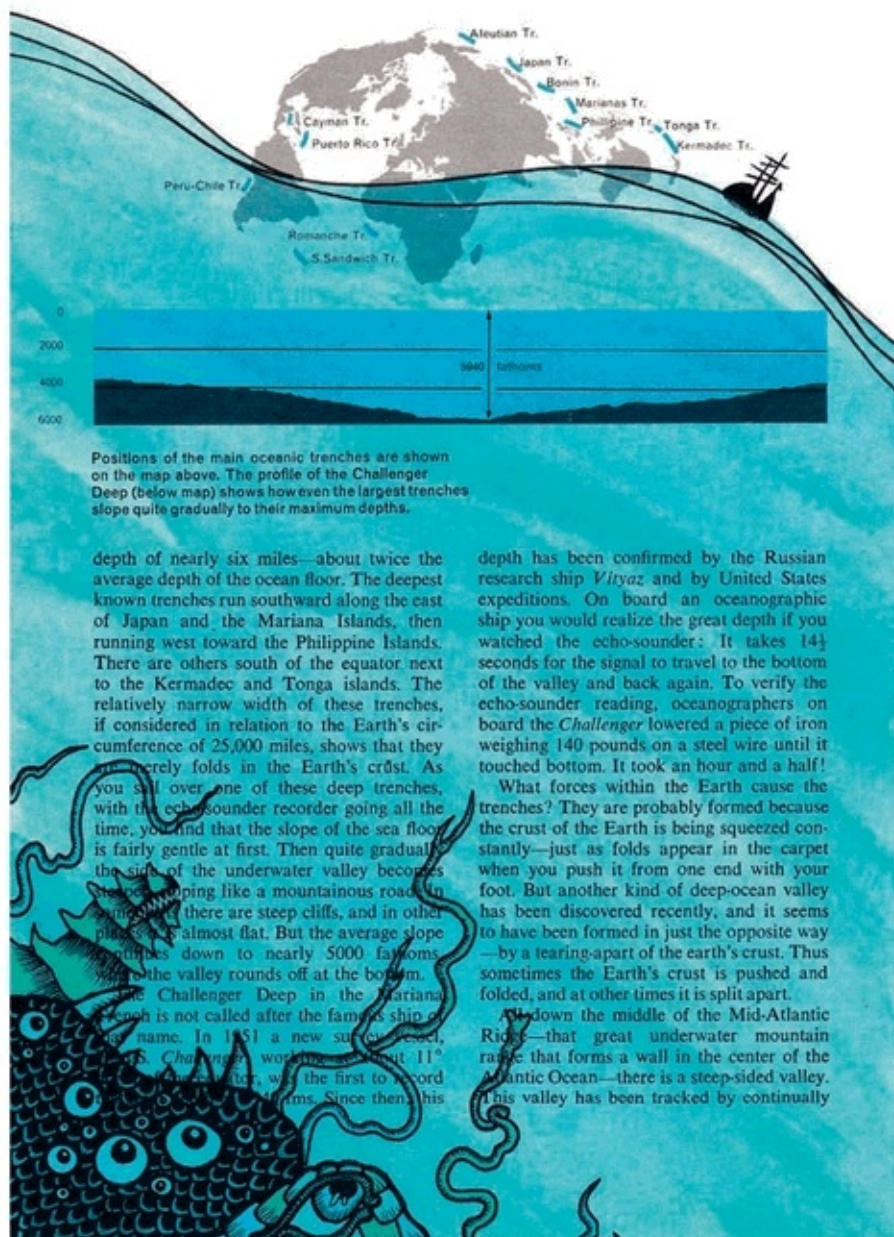 Aleutian Tr.
Japan Tr.
Bonin Tr.
Marianas Tr.
Phillipine Tr.
Tonga Tr.
Kermadec Tr.
Cayman Tr.
Puerto Rico Tr.
Peru-Chile Tr.
Romanche Tr.
S.Sandwich Tr.
0
2000
4000
6000
5940 fathoms
Positions of the main oceanic trenches are shown
on the map above. The profile of the Challenger
Deep (below map) shows how even the largest trenches
slope quite gradually to their maximum depths.
depth of nearly six miles—about twice the
average depth of the ocean floor. The deepest
known trenches run southward along the east
of Japan and the Mariana Islands, then
running west toward the Philippine Islands.
There are others south of the equator next
to the Kermadec and Tonga islands. The
relatively narrow width of these trenches,
if considered in relation to the Earth's cir-
cumference of 25,000 miles, shows that they
are merely folds in the Earth's crust. As
you sail over one of these deep trenches,
with the echo-sounder recorder going all the
time, you find that the slope of the sea floor
is fairly gentle at first. Then quite gradually
the side of the underwater valley becomes
sloping like a mountainous road. In
there are steep cliffs, and in other
places almost flat. But the average slope
continues down to nearly 5000 fathoms,
where the valley rounds off at the bottom.
The Challenger Deep in the Mariana
Trench is not called after the famous ship of
that name. In 1951 a new survey vessel,
Challenger, working at about 11°
was the first to record
Since then this
depth has been confirmed by the Russian
research ship Vityaz and by United States
expeditions. On board an oceanographic
ship you would realize the great depth if you
watched the echo-sounder: It takes 14½
seconds for the signal to travel to the bottom
of the valley and back again. To verify the
echo-sounder reading, oceanographers on
board the Challenger lowered a piece of iron
weighing 140 pounds on a steel wire until it
touched bottom. It took an hour and a half!
What forces within the Earth cause the
trenches? They are probably formed because
the crust of the Earth is being squeezed con-
stantly—just as folds appear in the carpet
when you push it from one end with your
foot. But another kind of deep-ocean valley
has been discovered recently, and it seems
to have been formed in just the opposite way
—by a tearing-apart of the earth's crust. Thus
sometimes the Earth's crust is pushed and
folded, and at other times it is split apart.
All down the middle of the Mid-Atlantic
Ridge—that great underwater mountain
range that forms a wall in the center of the
Atlantic Ocean—there is a steep-sided valley.
This valley has been tracked by continually